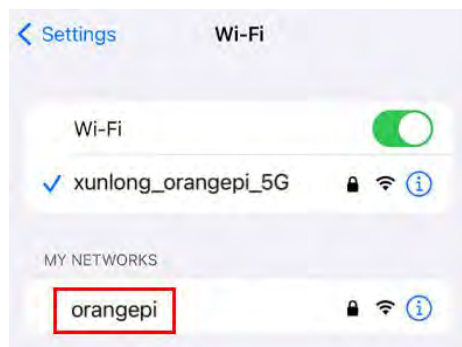 Settings Wi-Fi
Wi-Fi
xunlong_orangepi_5G
MY NETWORKS
orangepi